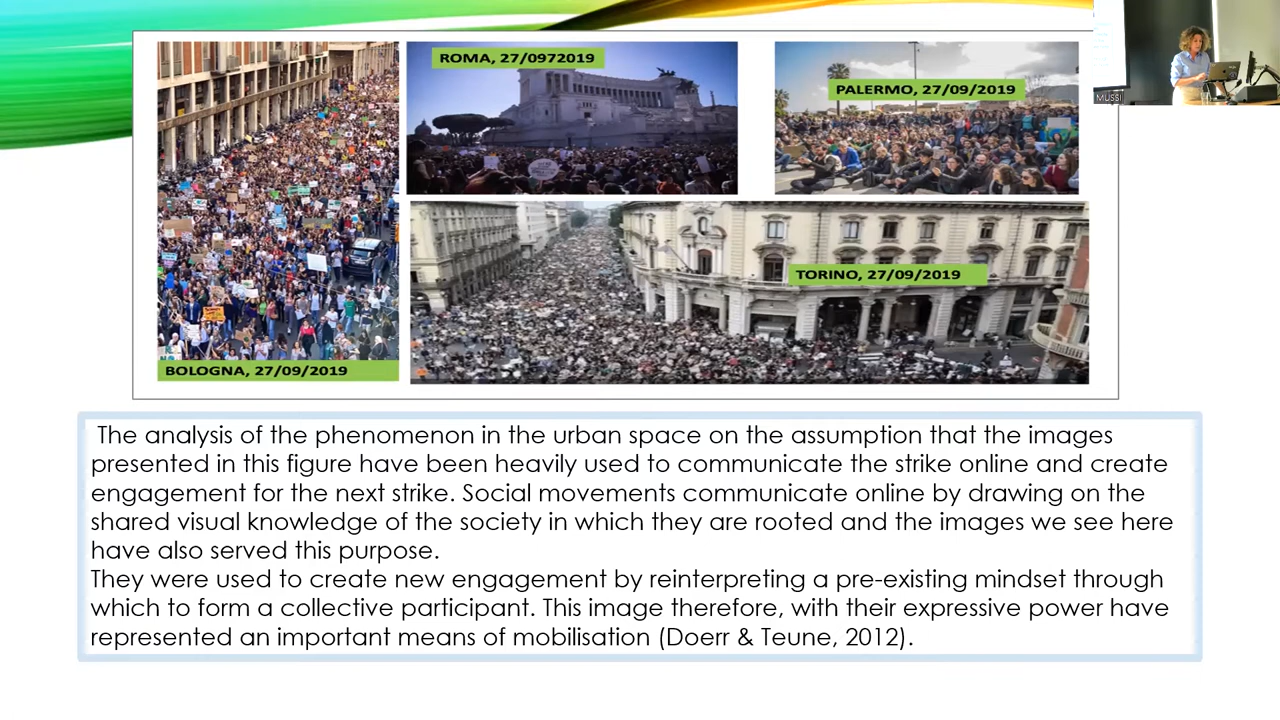 ROMA, 27/0972019
PALERMO, 27/09/2019
MUSSI
TORINO, 27/09/2019
BOLOGNA, 27/09/2019
The analysis of the phenomenon in the urban space on the assumption that the images
presented in this figure have been heavily used to communicate the strike online and create
engagement for the next strike. Social movements communicate online by drawing on the
shared visual knowledge of the society in which they are rooted and the images we see here
have also served this purpose.
They were used to create new engagement by reinterpreting a pre-existing mindset through
which to form a collective participant. This image therefore, with their expressive power have
represented an important means of mobilisation (Doerr & Teune, 2012).